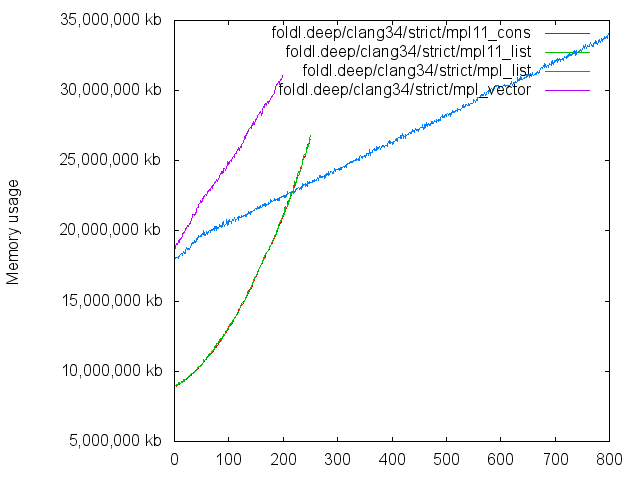 35,000,000 kb
30,000,000 kb
25,000,000 kb
20,000,000 kb
15,000,000 kb
10,000,000 kb
5,000,000 kb
Memory usage
foldl.deep/clang34/strict/mpl11_cons
foldl.deep/clang34/strict/mpl11_list
foldl.deep/clang34/strict/mpl_list
foldl.deep/clang34/strict/mpl_vector
0 100 200 300 400 500 600 700 800